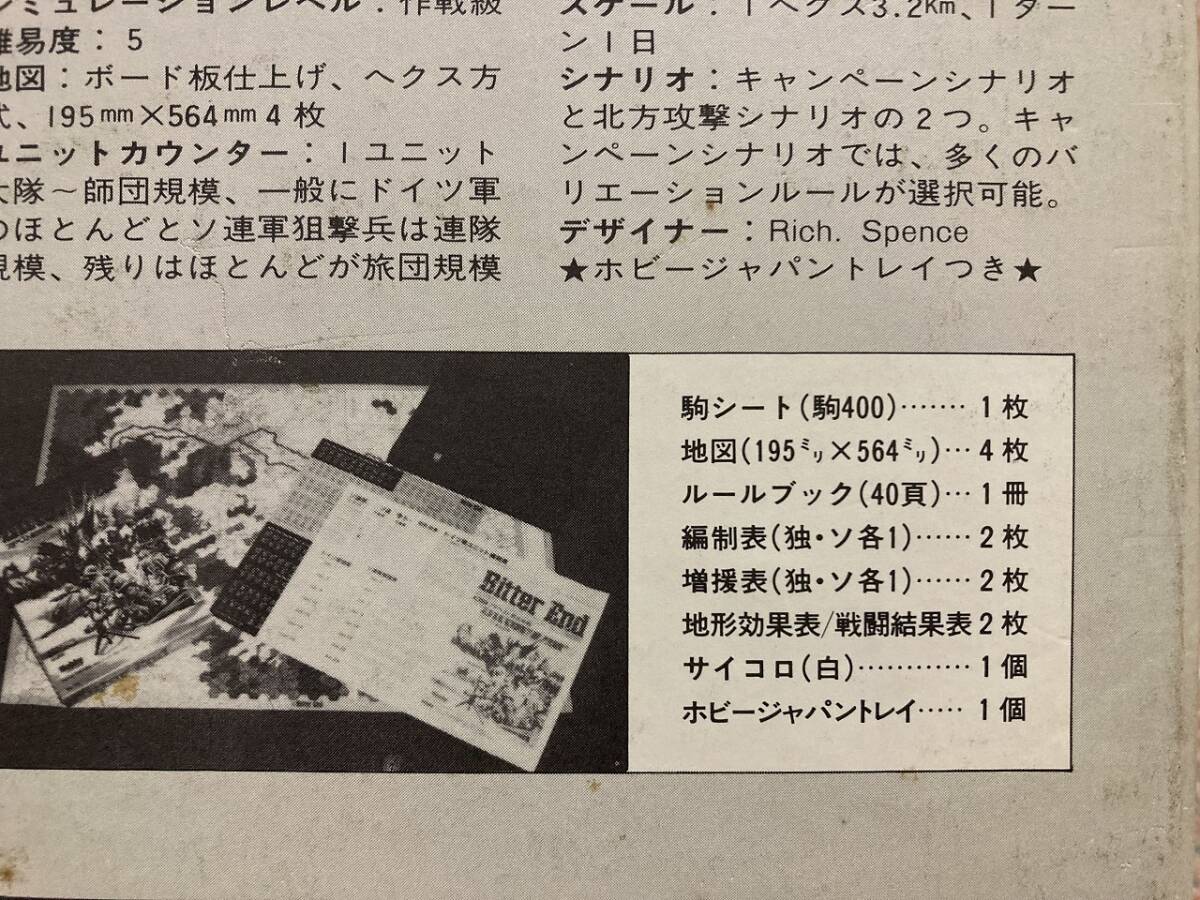 ミュレーションレベル：作戦級
易度：5
地図：ボード板仕上げ、ヘクス方
式、195mm×564mm4枚
ユニットカウンター：1ユニット
大隊～師団規模、一般にドイツ軍
のほとんどとソ連軍狙撃兵は連隊
規模、残りはほとんどが旅団規模
スケール：1ヘクス3.2Km、1ター
ン1日
シナリオ：キャンペーンシナリオ
と北方攻撃シナリオの2つ。キャ
ンペーンシナリオでは、多くのバ
リエーションルールが選択可能。
デザイナー：Rich. Spence
★ホビージャパントレイつき★
Bitter End
駒シート(駒400)……1枚
地図(195ミリ×564ミリ)…4枚
ルールブック(40頁)…1冊
編制表(独・ソ各1)……2枚
増援表(独・ソ各1)……2枚
地形効果表/戦闘結果表2枚
サイコロ(白)…………1個
ホビージャパントレイ……1個